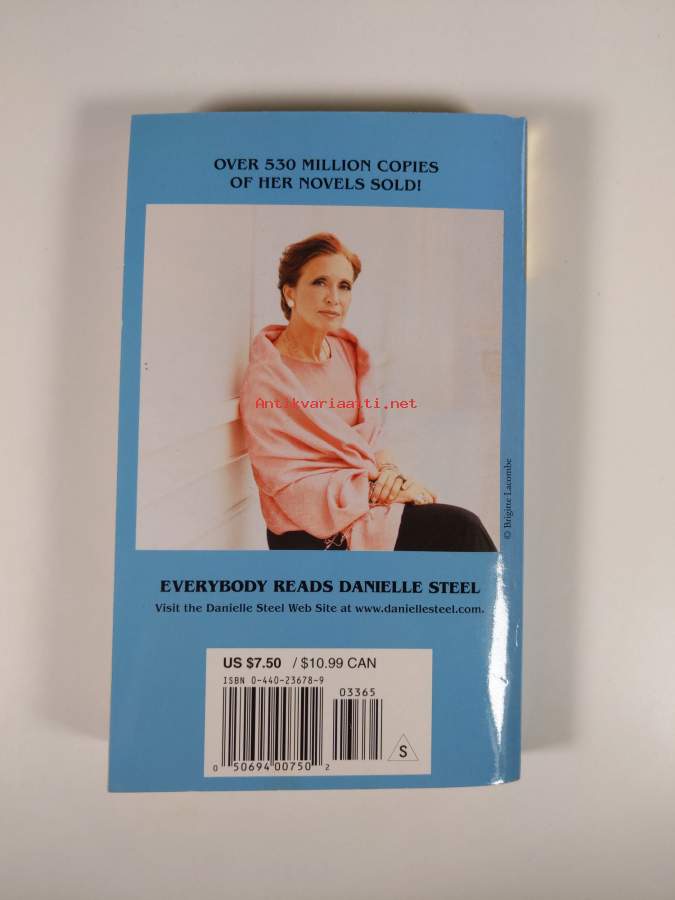 OVER 530 MILLION COPIES
OF HER NOVELS SOLD!
Antikvariaatti.net
© Brigitte Lacombe
EVERYBODY READS DANIELLE STEEL
Visit the Danielle Steel Web Site at www.daniellesteel.com.
US $7.50 / $10.99 CAN
ISBN 0-440-23678-9
03365
S
0 50694 00750 2